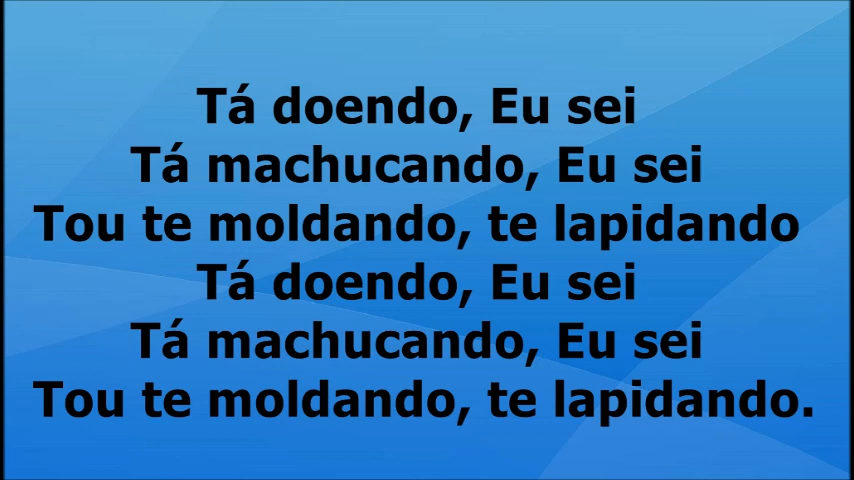 Tá doendo, Eu sei
Tá machucando, Eu sei
Tou te moldando, te lapidando
Tá doendo, Eu sei
Tá machucando, Eu sei
Tou te moldando, te lapidando.